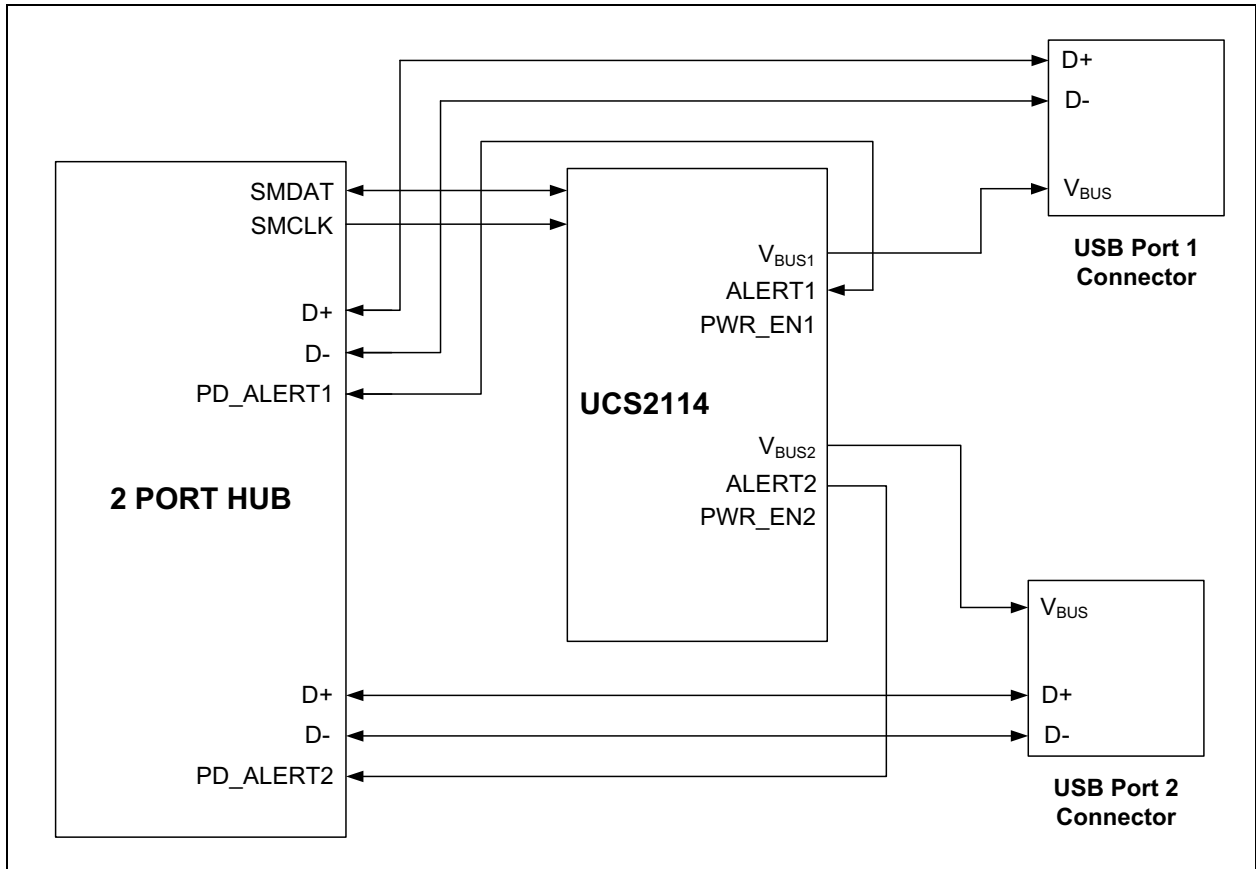 SMDAT
SMCLK
D+
D-
PD_ALERT1
2 PORT HUB
D+
D-
PD_ALERT2
UCS2114
VBUS1
ALERT1
PWR_EN1
VBUS2
ALERT2
PWR_EN2
D+
D-
VBUS
USB Port 1
Connector
VBUS
D+
D-
USB Port 2
Connector